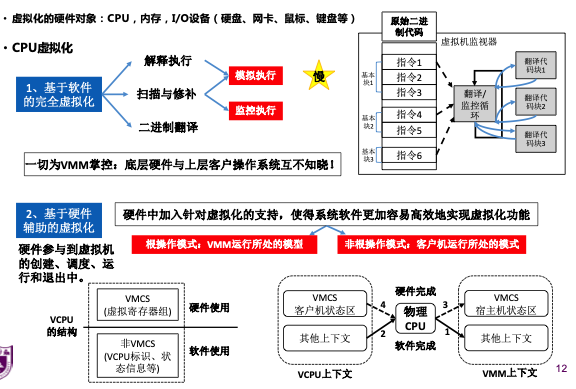 • 虚拟化的硬件对象：CPU，内存，I/O设备（硬盘、网卡、鼠标、键盘等）
• CPU虚拟化
1、基于软件
的完全虚拟化
解释执行
扫描与修补
二进制翻译
模拟执行
监控执行
慢
一切为VMM掌控：底层硬件与上层客户操作系统互不知晓！
原始二进
制代码
虚拟机监视器
基本
块1
指令1
指令2
指令3
基本
块2
指令4
指令5
基本
块3
指令6
翻译/
监控循
环
翻译代
码块1
翻译代
码块2
翻译代
码块3
2、基于硬件
辅助的虚拟化
硬件中加入针对虚拟化的支持，使得系统软件更加容易高效地实现虚拟化功能
根操作模式：VMM运行所处的模型
非根操作模式：客户机运行所处的模式
硬件参与到虚拟机
的创建、调度、运
行和退出中。
VCPU
的结构
VMCS
(虚拟寄存器组)
硬件使用
非VMCS
(VCPU标识、状
态信息等)
软件使用
VMCS
客户机状态区
其他上下文
VCPU上下文
硬件完成
4
3
物理
CPU
2
1
软件完成
VMCS
宿主机状态区
其他上下文
VMM上下文
12